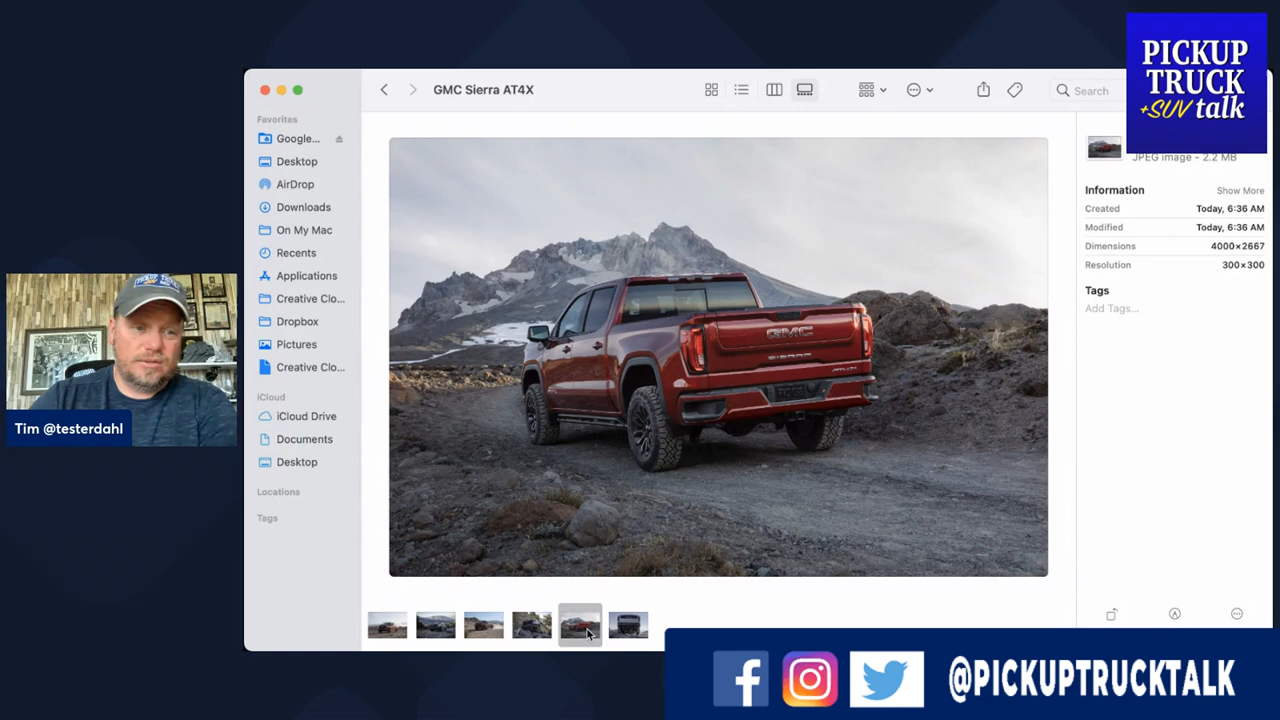 PICKUP
TRUCK
+SUV talk
GMC Sierra AT4X
Search
Favorites
Google...
Desktop
AirDrop
Downloads
On My Mac
Recents
Applications
Creative Clo...
Dropbox
Pictures
Creative Clo...
iCloud
iCloud Drive
Documents
Desktop
Locations
Tags
JPEG image - 2.2 MB
Information
Show More
Created
Today, 6:36 AM
Modified
Today, 6:36 AM
Dimensions
4000×2667
Resolution
300×300
Tags
Add Tags...
GMC
SIERRA
Tim @testerdahl
@PICKUPTRUCKTALK